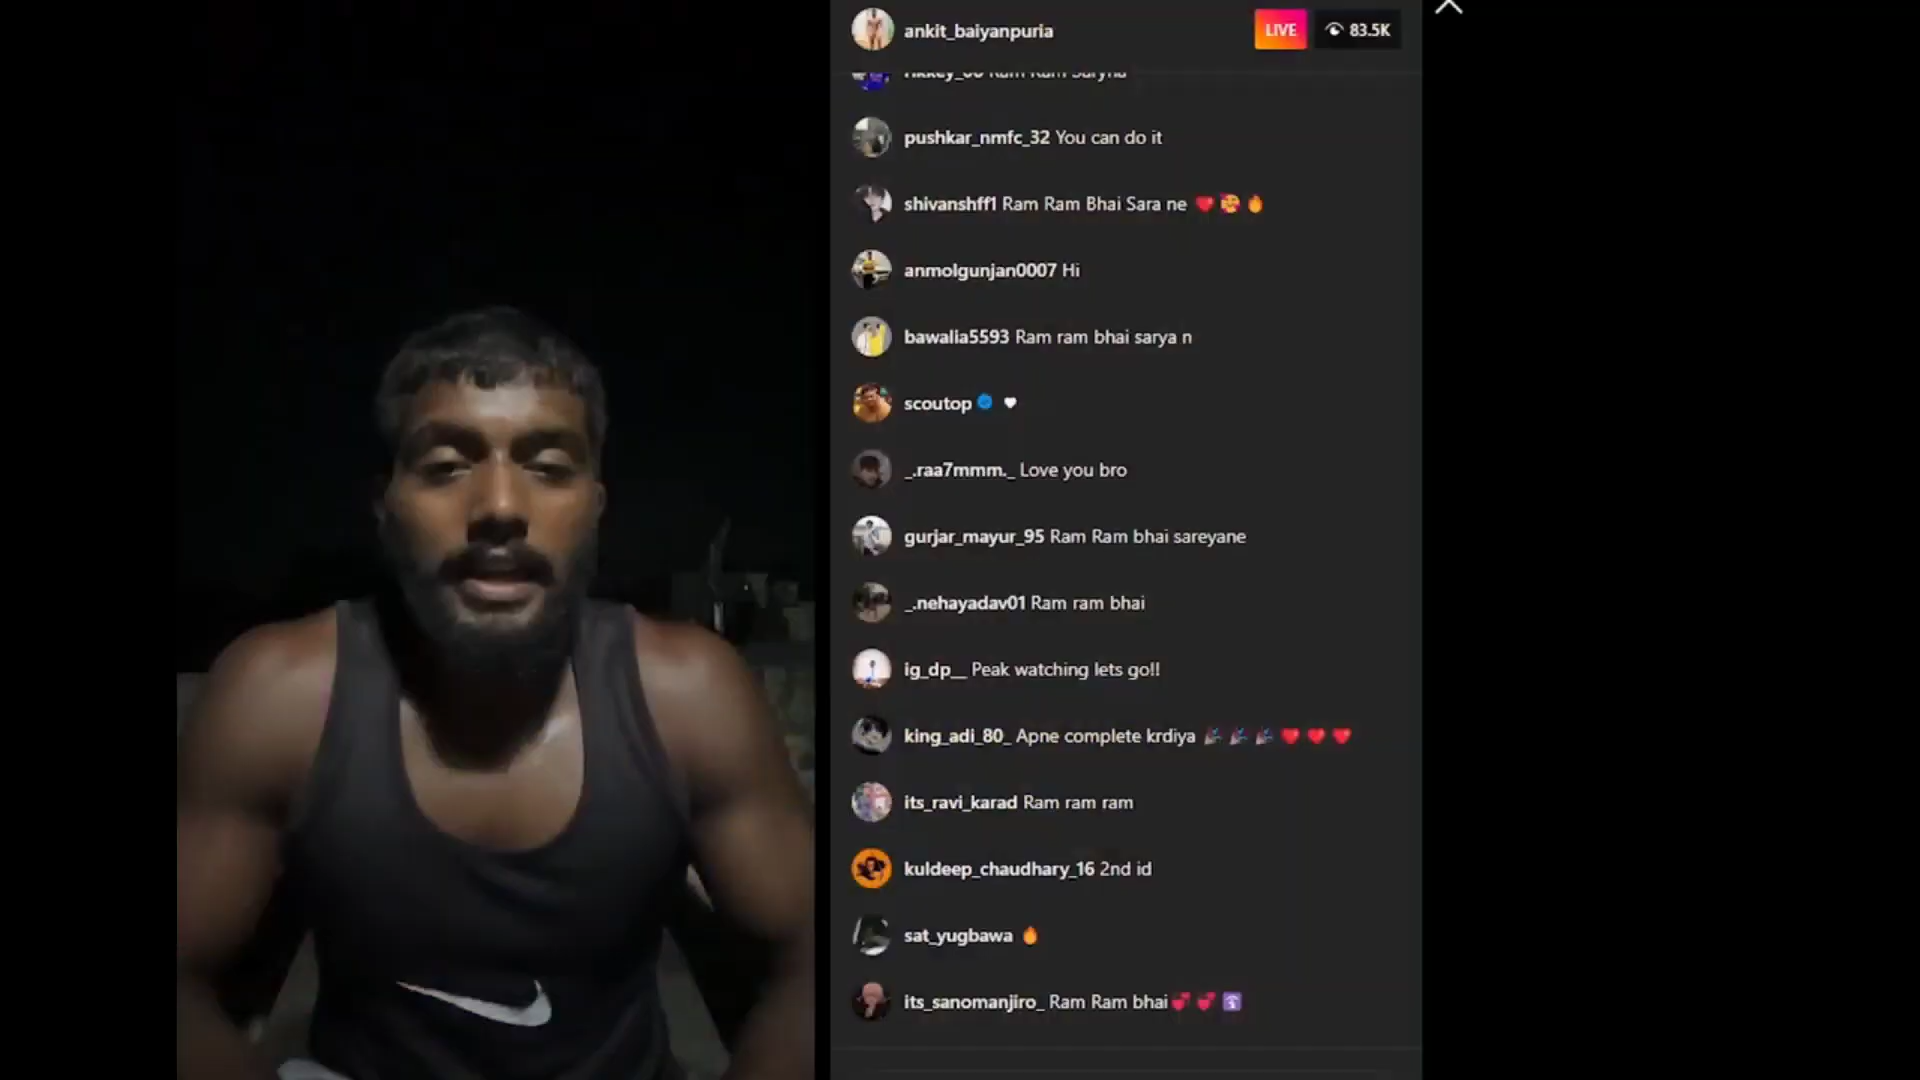 ankit_baiyanpuria
LIVE 83.5K
pushkar_nmfc_32 You can do it
shivanshff1 Ram Ram Bhai Sara ne ❤️🥰🔥
anmolgunjan0007 Hi
bawalia5593 Ram ram bhai sarya n
scoutop 🤍
_.raa7mmm._ Love you bro
gurjar_mayur_95 Ram Ram bhai sareyane
_.nehayadav01 Ram ram bhai
ig_dp__ Peak watching lets go!!
king_adi_80_ Apne complete krdiya 🎉🎉🎉❤️❤️❤️
its_ravi_karad Ram ram ram
kuldeep_chaudhary_16 2nd id
sat_yugbawa 🔥
its_sanomanjiro_ Ram Ram bhai💕💕🛐